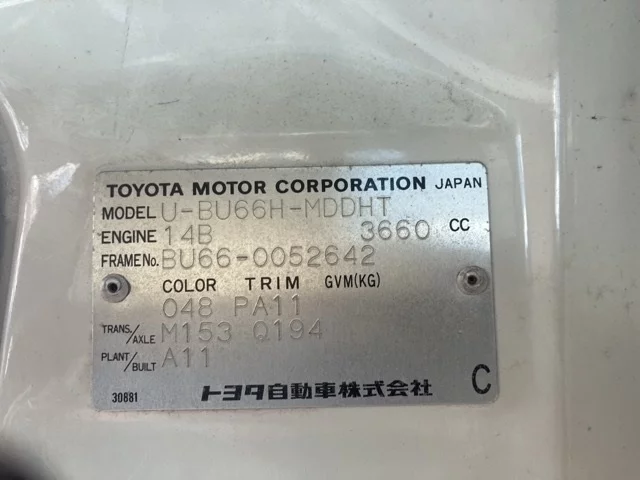 TOYOTA MOTOR CORPORATION JAPAN
MODEL U-BU66H-MDDHT
ENGINE 14B 3660 CC
FRAME No. BU66-0052642
COLOR TRIM GVM(KG)
048 PA11
TRANS./AXLE M153 Q194
PLANT/BUILT A11
30881 トヨタ自動車株式会社 C